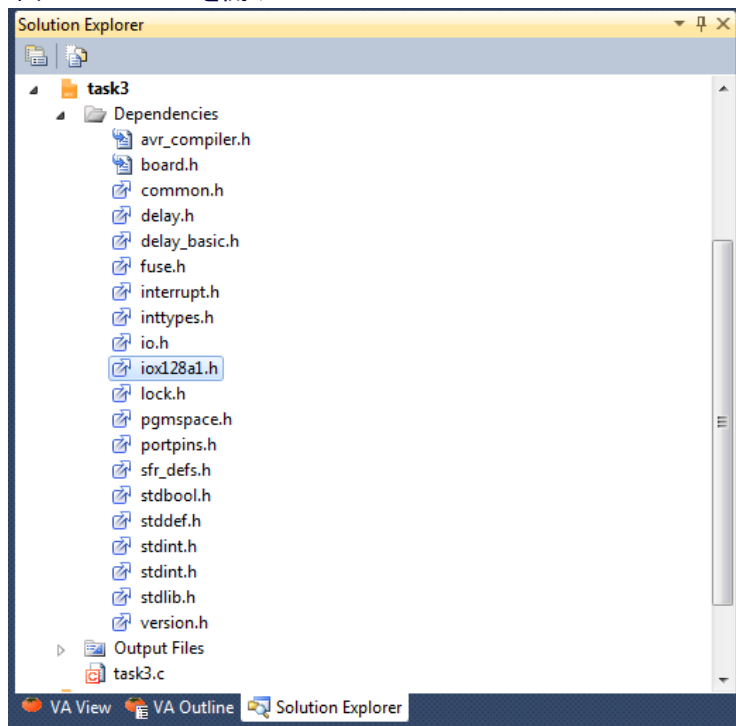 Solution Explorer
task3
Dependencies
avr_compiler.h
board.h
common.h
delay.h
delay_basic.h
fuse.h
interrupt.h
inttypes.h
io.h
iox128a1.h
lock.h
pgmspace.h
portpins.h
sfr_defs.h
stdbool.h
stddef.h
stdint.h
stdint.h
stdlib.h
version.h
Output Files
task3.c
VA View VA Outline Solution Explorer